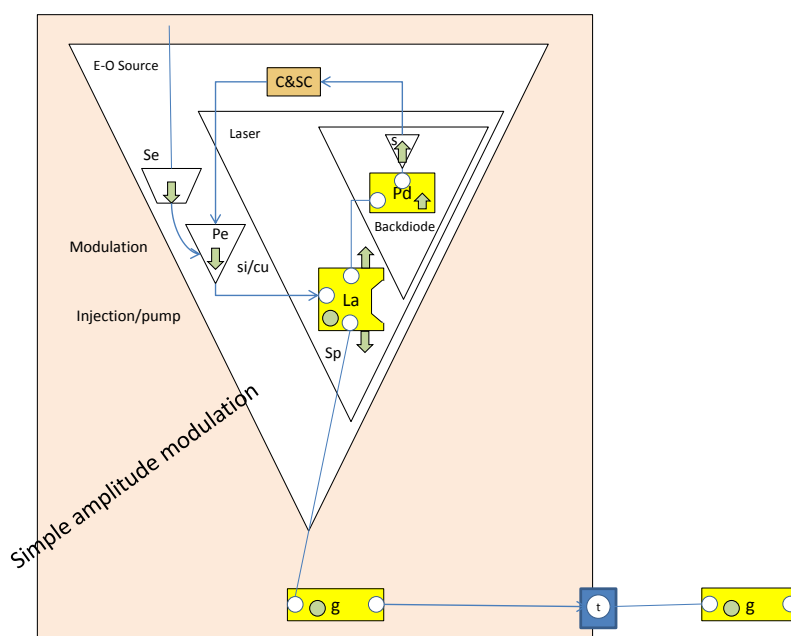 E-O Source
C&SC
Laser
s
Se
Pd
Pe
Backdiode
Modulation
si/cu
La
Injection/pump
Sp
Simple amplitude modulation
g
t
g